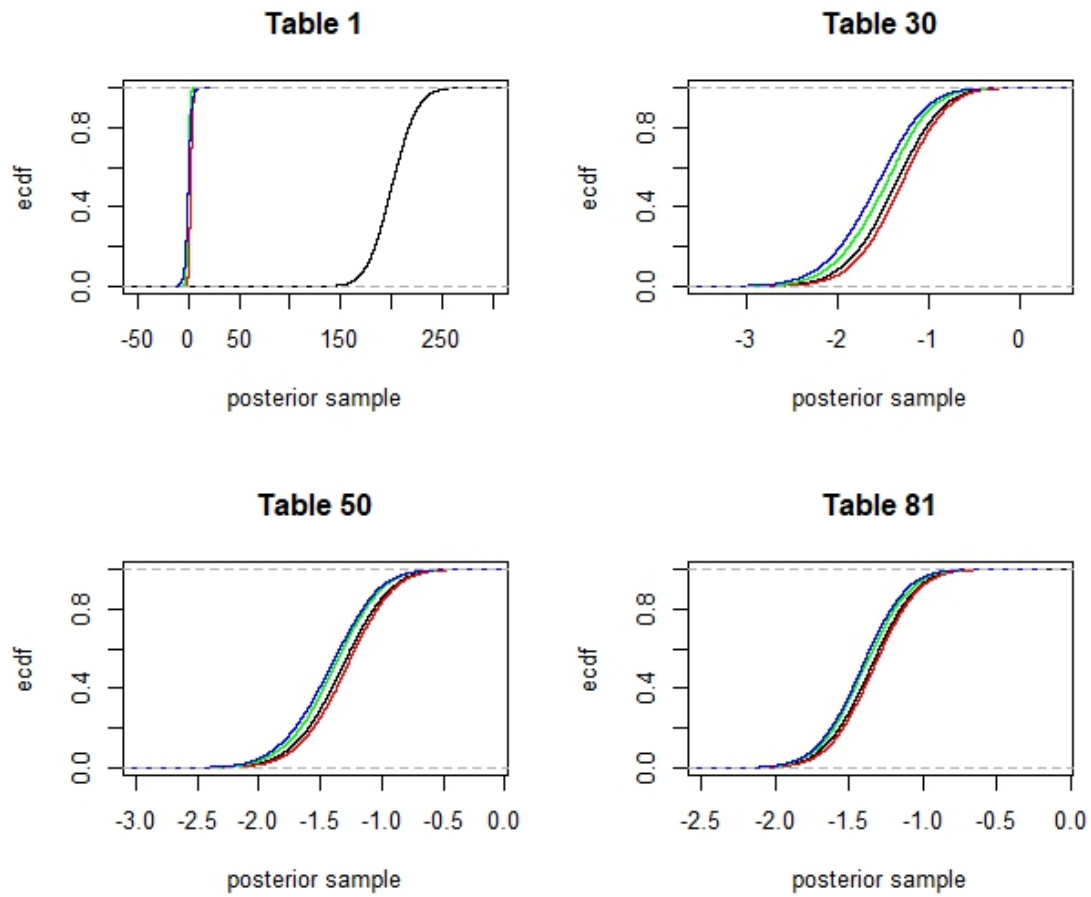 Table 1
ecdf
0.0 0.4 0.8
-50 0 50 150 250
posterior sample
Table 30
ecdf
0.0 0.4 0.8
-3 -2 -1 0
posterior sample
Table 50
ecdf
0.0 0.4 0.8
-3.0 -2.5 -2.0 -1.5 -1.0 -0.5 0.0
posterior sample
Table 81
ecdf
0.0 0.4 0.8
-2.5 -2.0 -1.5 -1.0 -0.5 0.0
posterior sample